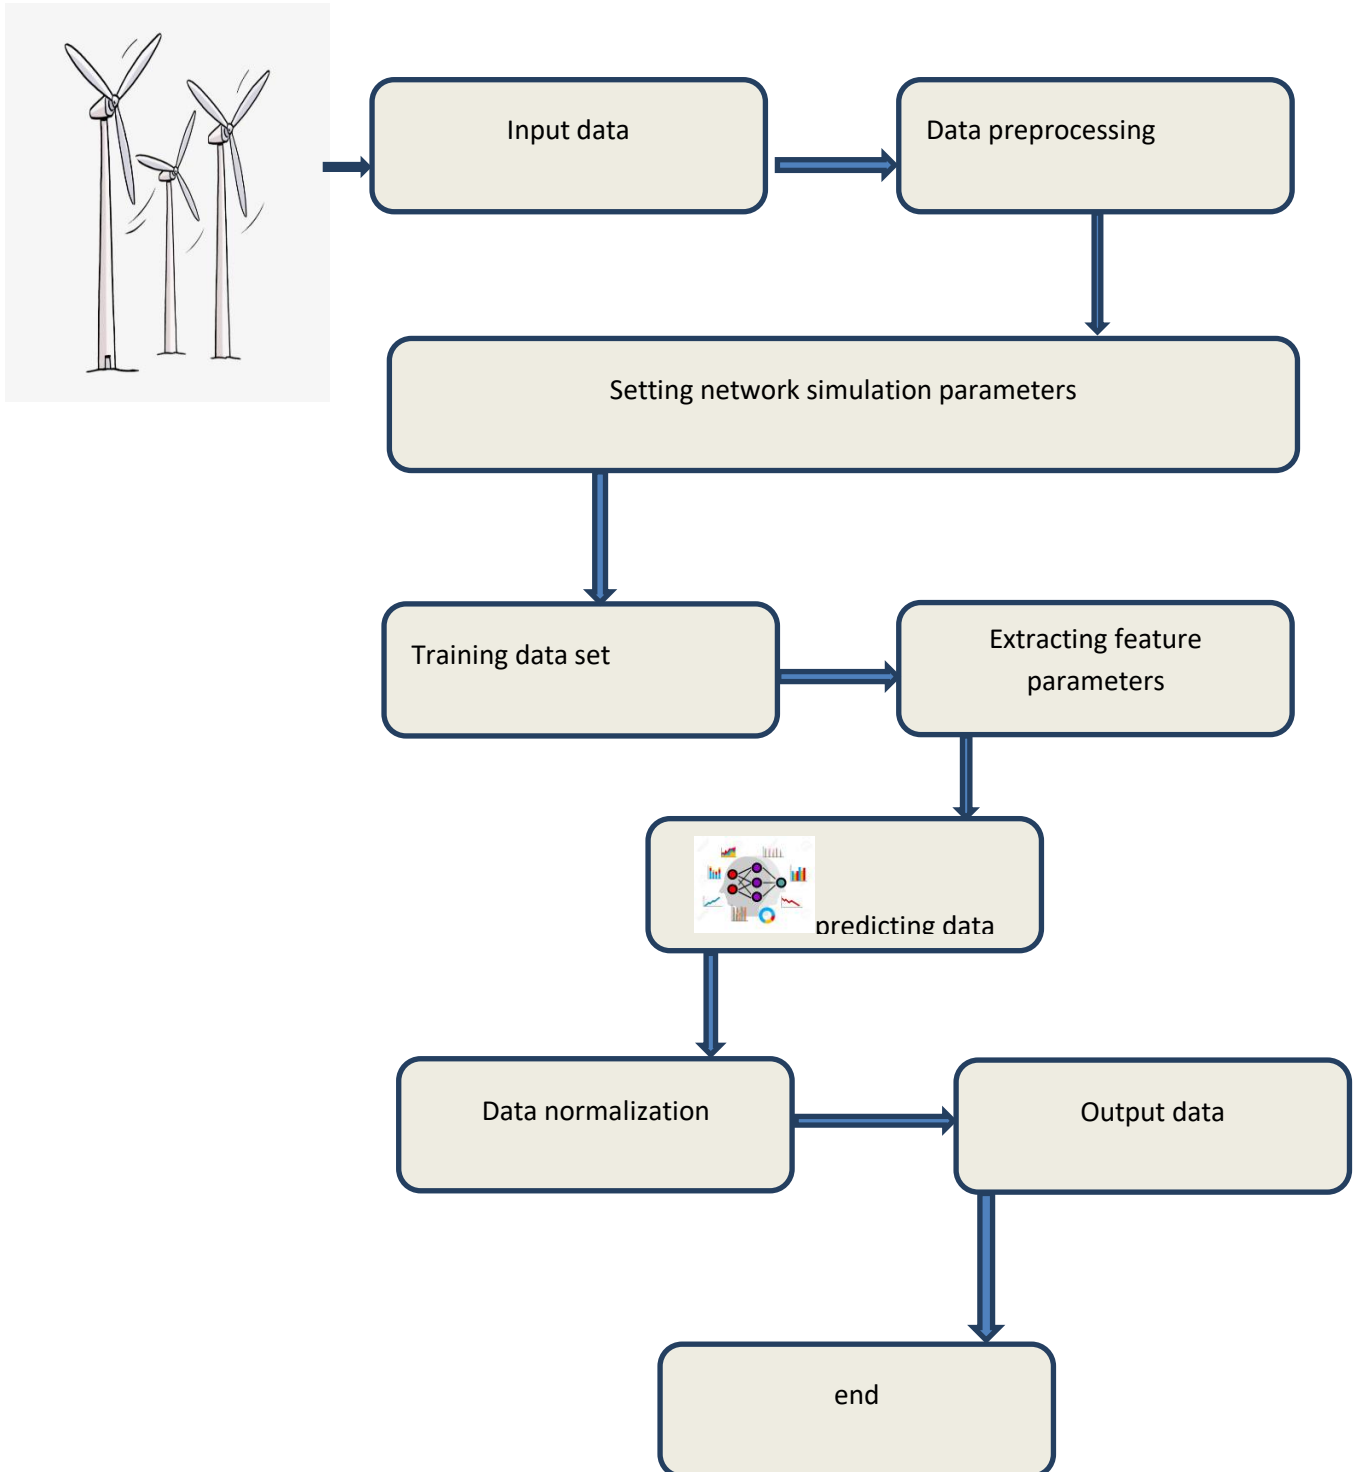 Input data
Data preprocessing
Setting network simulation parameters
Training data set
Extracting feature
parameters
predicting data
Data normalization
Output data
end